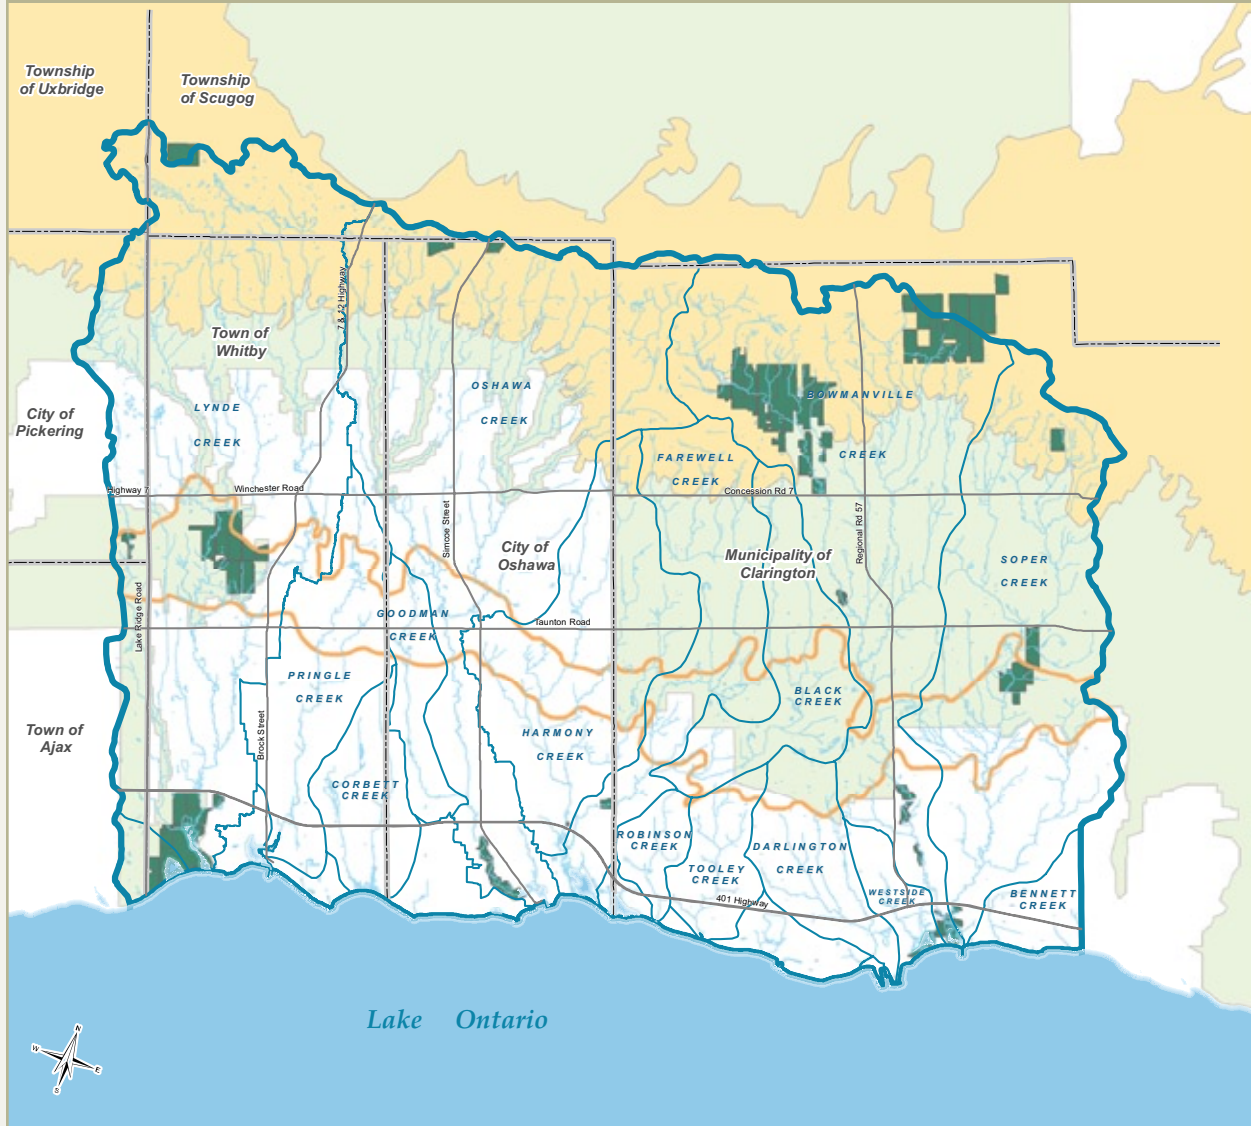 Township
of Uxbridge
Township
of Scugog
7 & 12 Highway
Town of
Whitby
City of
Pickering
LYNDE
CREEK
OSHAWA
CREEK
BOWMANVILLE
CREEK
FAREWELL
CREEK
Highway 7
Winchester Road
Concession Rd 7
Simcoe Street
Regional Rd 57
City of
Oshawa
Municipality of
Clarington
SOPER
CREEK
Lake Ridge Road
GOODMAN
CREEK
Taunton Road
PRINGLE
CREEK
BLACK
CREEK
Town of
Ajax
Brock Street
HARMONY
CREEK
CORBETT
CREEK
ROBINSON
CREEK
DARLINGTON
CREEK
TOOLEY
CREEK
WESTSIDE
CREEK
BENNETT
CREEK
401 Highway
Lake Ontario
N
W
E
S